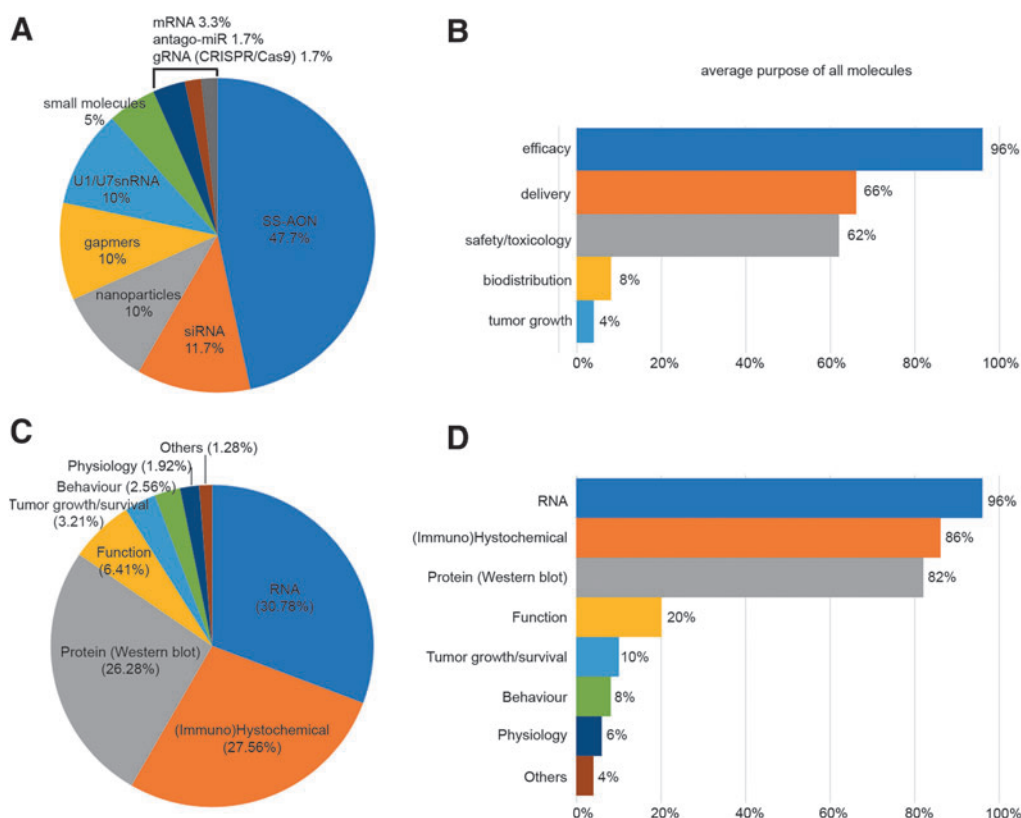 A
mRNA 3.3%
antago-miR 1.7%
gRNA (CRISPR/Cas9) 1.7%
small molecules
5%
U1/U7snRNA
10%
gapmers
10%
nanoparticles
10%
siRNA
11.7%
SS-AON
47.7%
B
average purpose of all molecules
efficacy
96%
delivery
66%
safety/toxicology
62%
biodistribution
8%
tumor growth
4%
0% 20% 40% 60% 80% 100%
C
Others (1.28%)
Physiology (1.92%)
Behaviour (2.56%)
Tumor growth/survival
(3.21%)
Function
(6.41%)
RNA
(30.78%)
Protein (Western blot)
(26.28%)
(Immuno)Hystochemical
(27.56%)
D
RNA
96%
(Immuno)Hystochemical
86%
Protein (Western blot)
82%
Function
20%
Tumor growth/survival
10%
Behaviour
8%
Physiology
6%
Others
4%
0% 20% 40% 60% 80% 100%